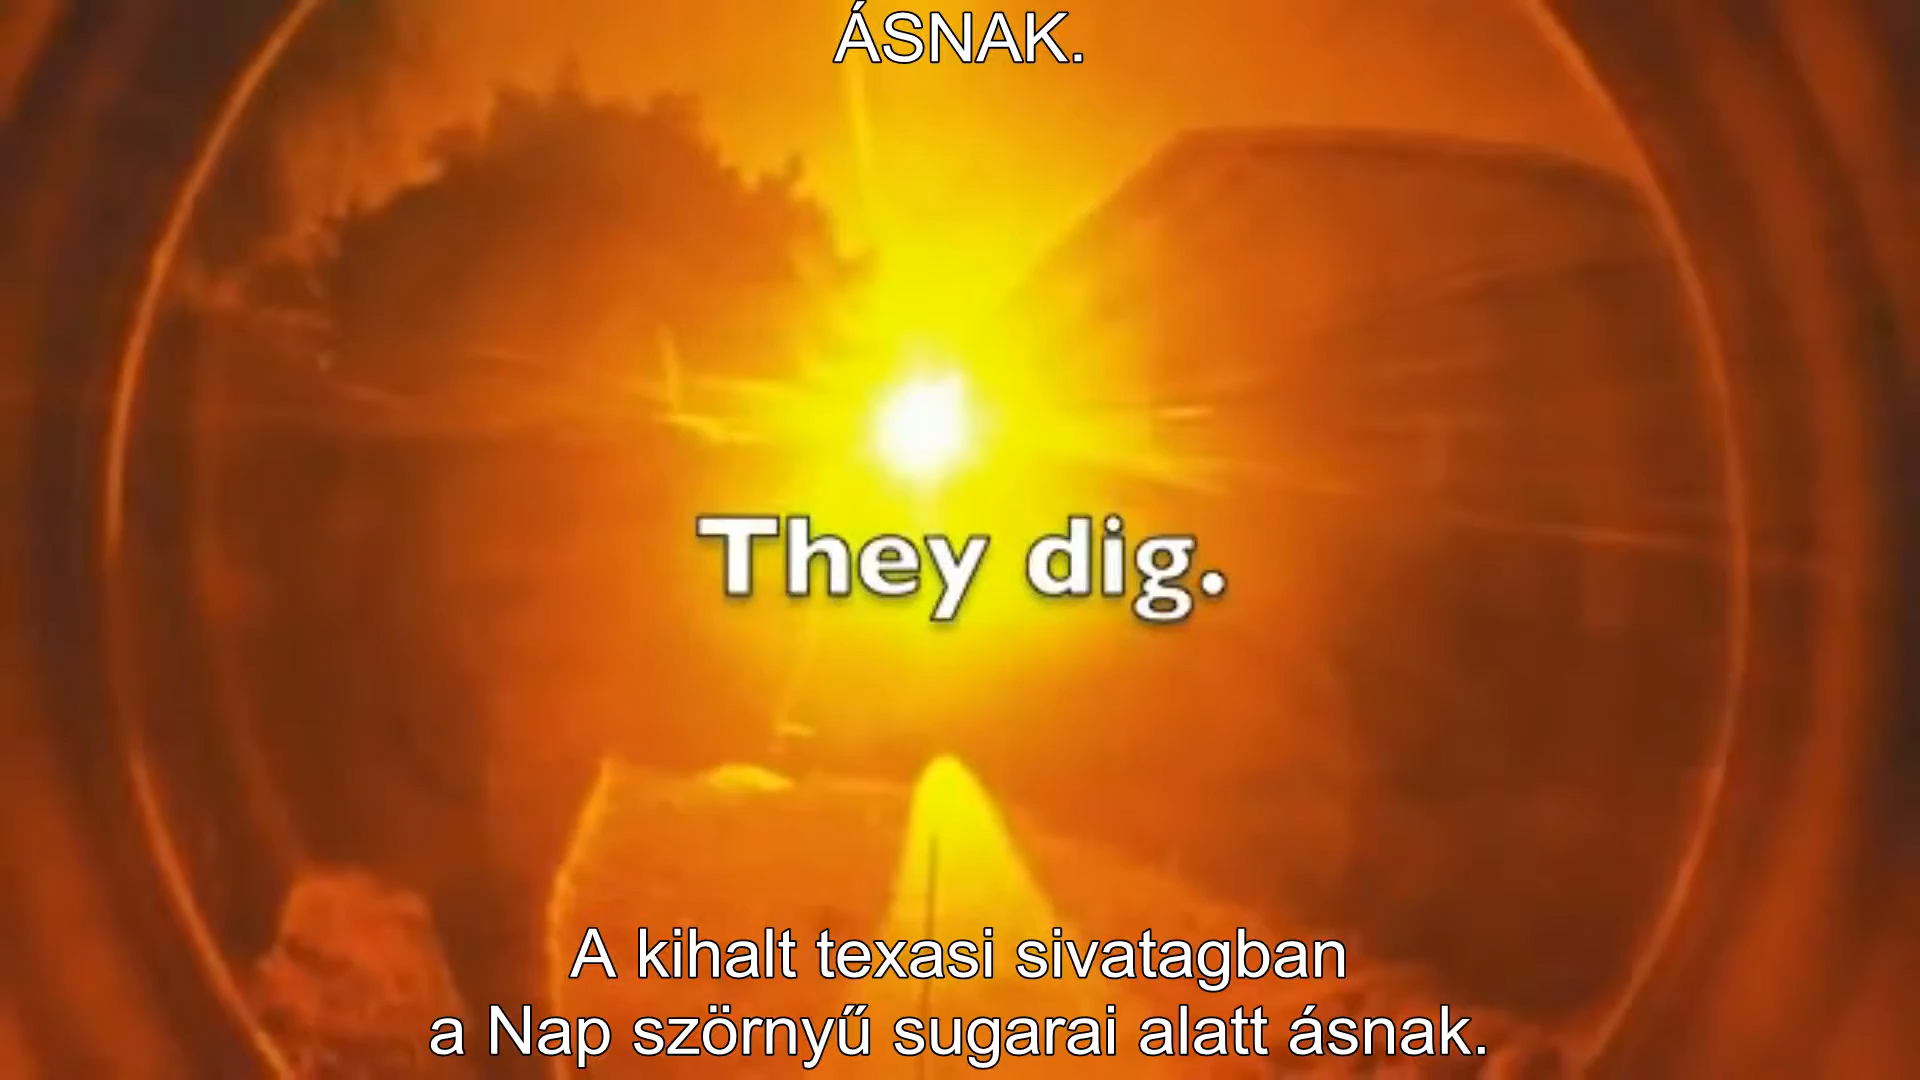 ÁSNAK.
They dig.
A kihalt texasi sivatagban
a Nap szörnyű sugarai alatt ásnak.